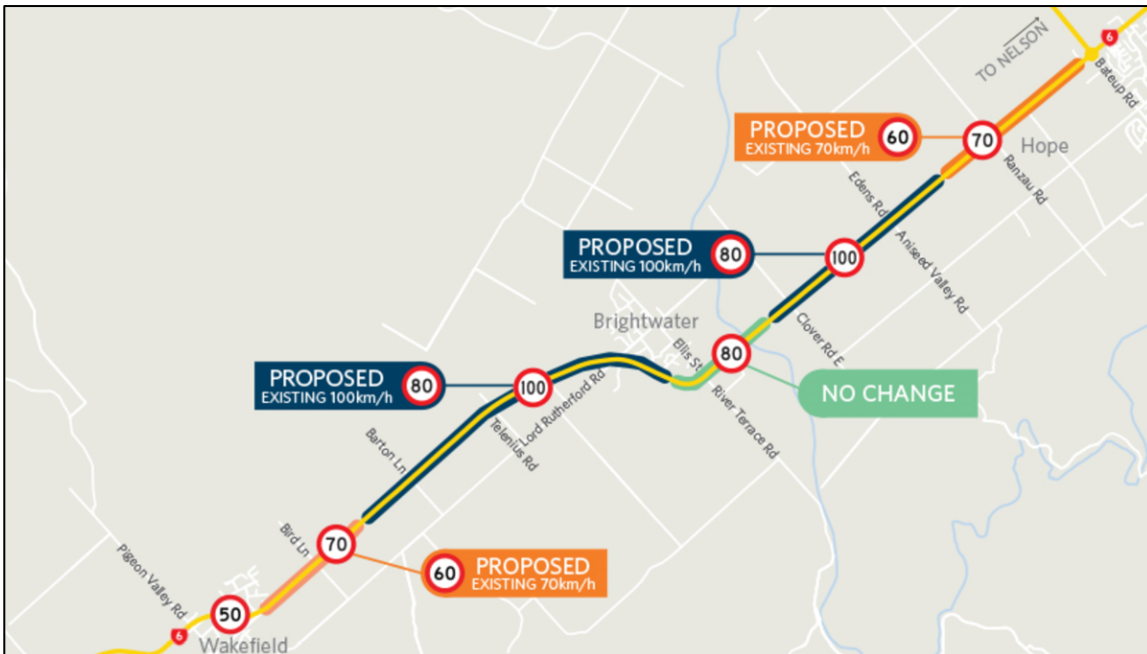 6
TO NELSON
Bateup Rd
PROPOSED
EXISTING 70km/h
60
70
Hope
Ranzau Rd
Edens Rd
Aniseed Valley Rd
PROPOSED
EXISTING 100km/h
80
100
Brightwater
Clover Rd E
Ellis St
80
River Terrace Rd
NO CHANGE
PROPOSED
EXISTING 100km/h
80
100
Lord Rutherford Rd
Telenius Rd
Barton Ln
Bird Ln
70
60
PROPOSED
EXISTING 70km/h
Pigeon Valley Rd
50
6
Wakefield